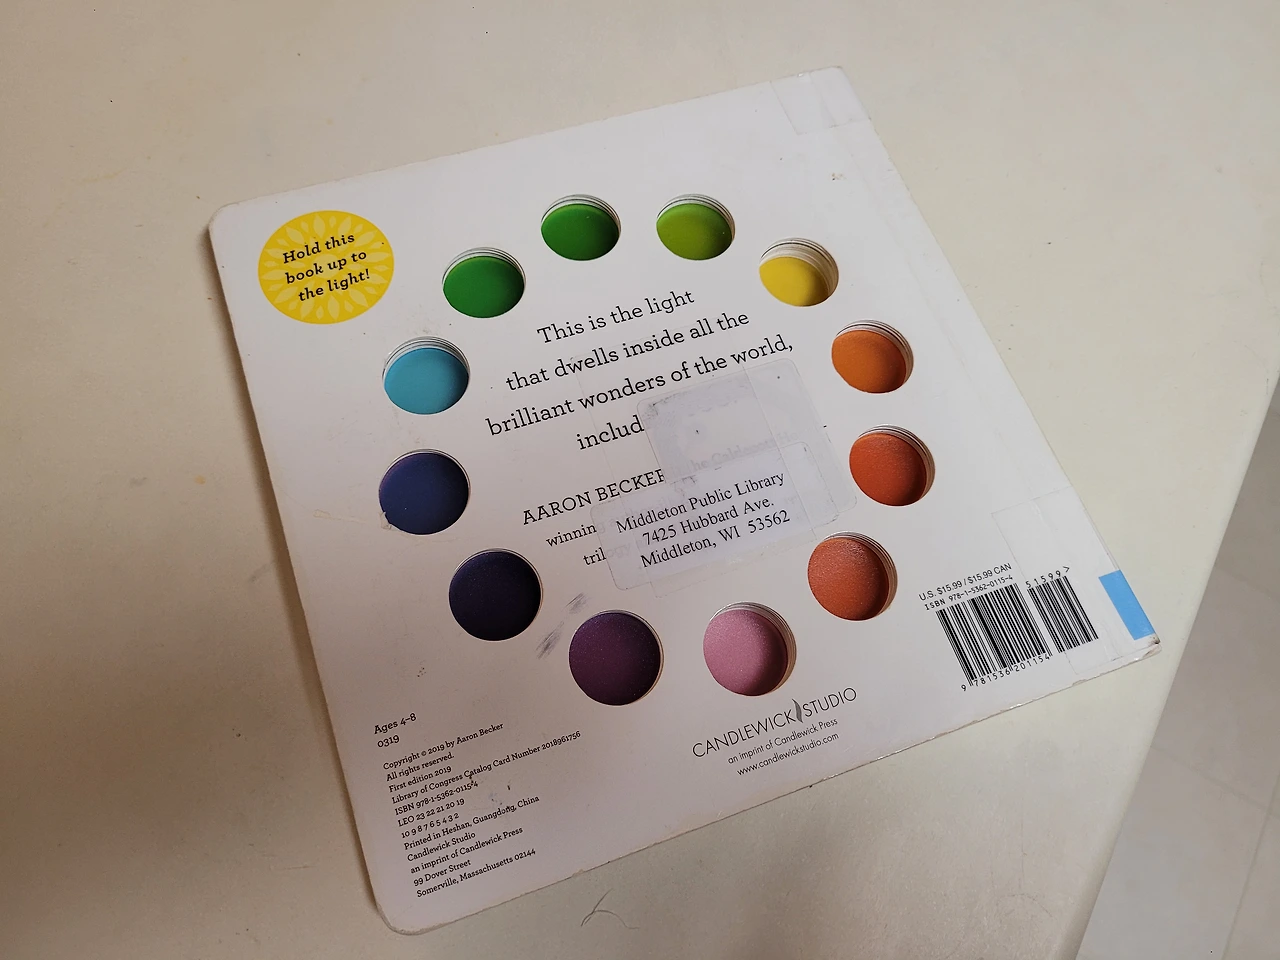 Hold this
book up to
the light!
This is the light
that dwells inside all the
brilliant wonders of the world,
includ
AARON BECKER
winnin
tril
Middleton Public Library
7425 Hubbard Ave.
Middleton, WI 53562
U.S. $15.99 / $15.99 CAN
ISBN 978-1-5362-0115-4
51599>
9 781536 201154
CANDLEWICK STUDIO
an imprint of Candlewick Press
www.candlewickstudio.com
Ages 4–8
0319
Copyright © 2019 by Aaron Becker
All rights reserved.
First edition 2019
Library of Congress Catalog Card Number 2018961756
ISBN 978-1-5362-0115-4
LEO 23 22 21 20 19
10 9 8 7 6 5 4 3 2
Printed in Heshan, Guangdong, China
Candlewick Studio
an imprint of Candlewick Press
99 Dover Street
Somerville, Massachusetts 02144